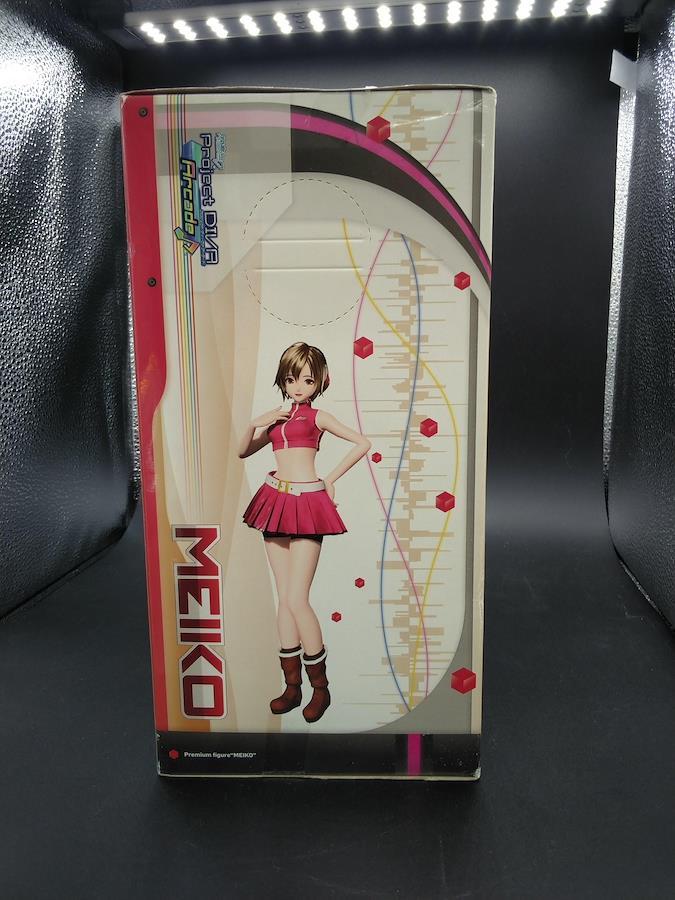 Project DIVA
Arcade
MEIKO
Premium figure"MEIKO"